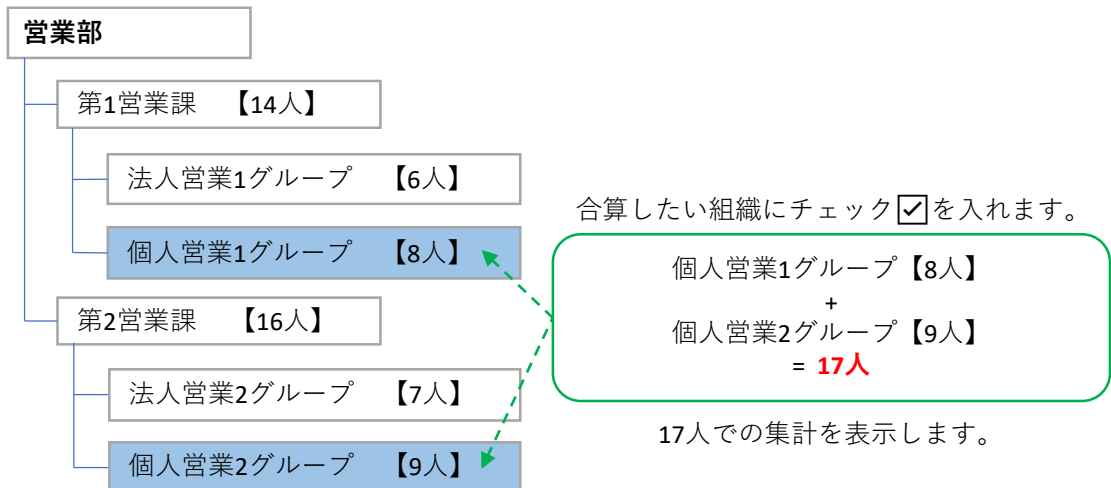 営業部
第1営業課　【14人】
法人営業1グループ　【6人】
個人営業1グループ　【8人】
第2営業課　【16人】
法人営業2グループ　【7人】
個人営業2グループ　【9人】
合算したい組織にチェック☑を入れます。
個人営業1グループ【8人】
+
個人営業2グループ【9人】
= 17人
17人での集計を表示します。